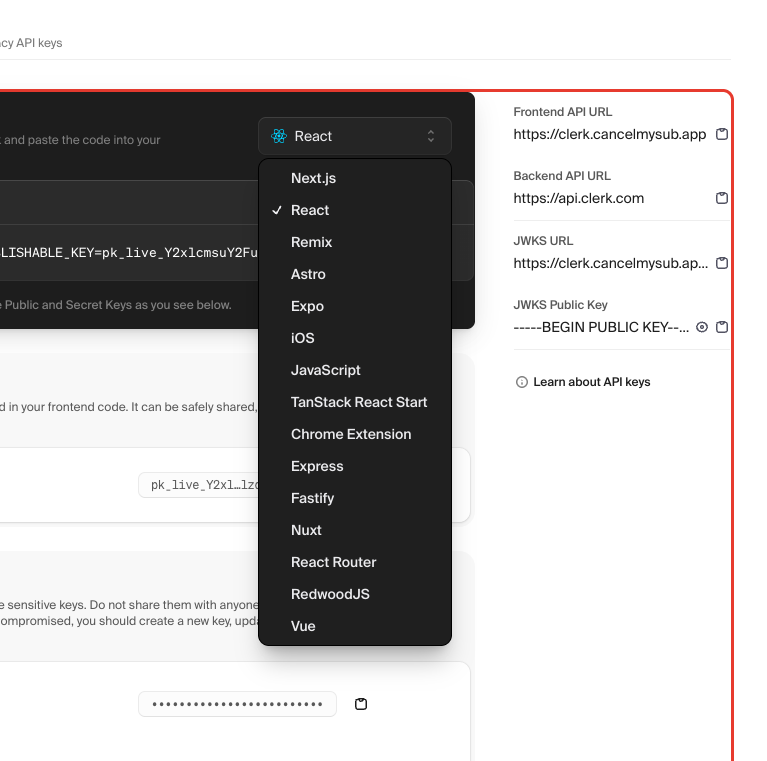 API keys
and paste the code into your
React
LISHABLE_KEY=pk_live_Y2xlcmsuY2Fu
Public and Secret Keys as you see below.
d in your frontend code. It can be safely shared,
pk_live_Y2xl…lzd
sensitive keys. Do not share them with anyone
ompromised, you should create a new key, upda
••••••••••••••••••••••••
Next.js
React
Remix
Astro
Expo
iOS
JavaScript
TanStack React Start
Chrome Extension
Express
Fastify
Nuxt
React Router
RedwoodJS
Vue
Frontend API URL
https://clerk.cancelmysub.app
Backend API URL
https://api.clerk.com
JWKS URL
https://clerk.cancelmysub.ap...
JWKS Public Key
-----BEGIN PUBLIC KEY--...
Learn about API keys